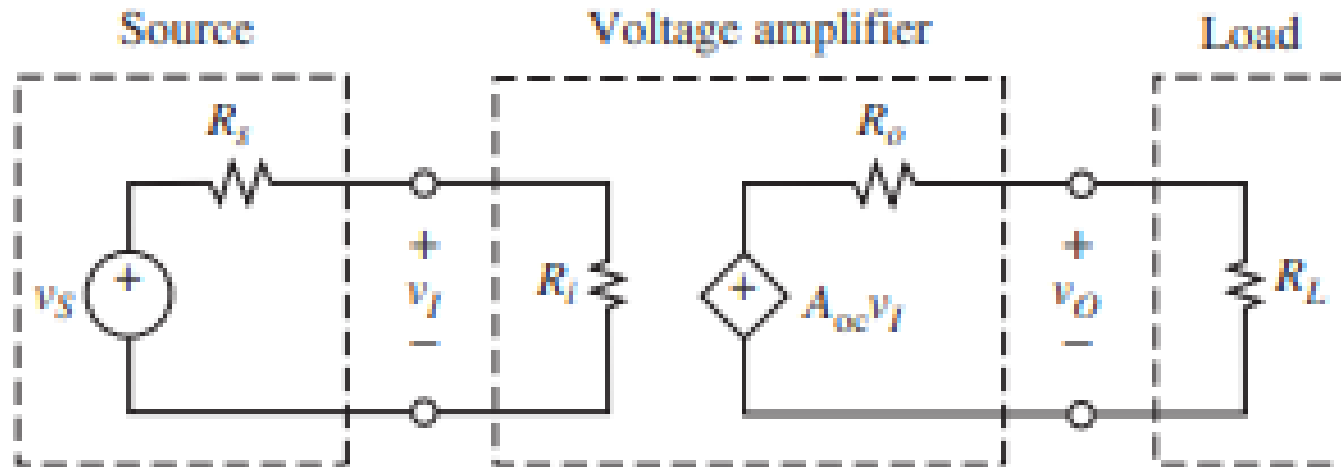 Source Voltage amplifier Load
R_s R_o
+ + + +
v_S v_I R_i A_oc v_I v_O R_L
− −